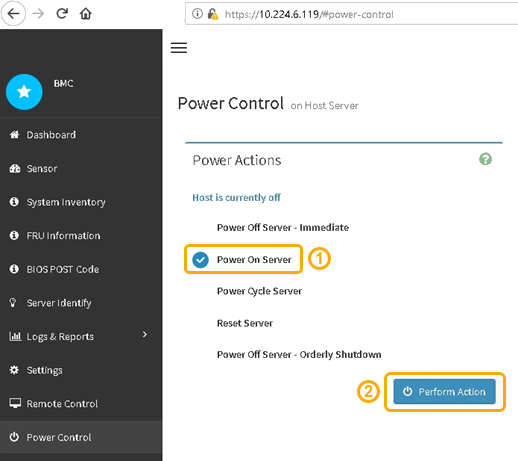 https://10.224.6.119/#power-control
BMC
Dashboard
Sensor
System Inventory
FRU Information
BIOS POST Code
Server Identify
Logs & Reports
Settings
Remote Control
Power Control
Power Control on Host Server
Power Actions
Host is currently off
Power Off Server - Immediate
Power On Server 1
Power Cycle Server
Reset Server
Power Off Server - Orderly Shutdown
2 Perform Action